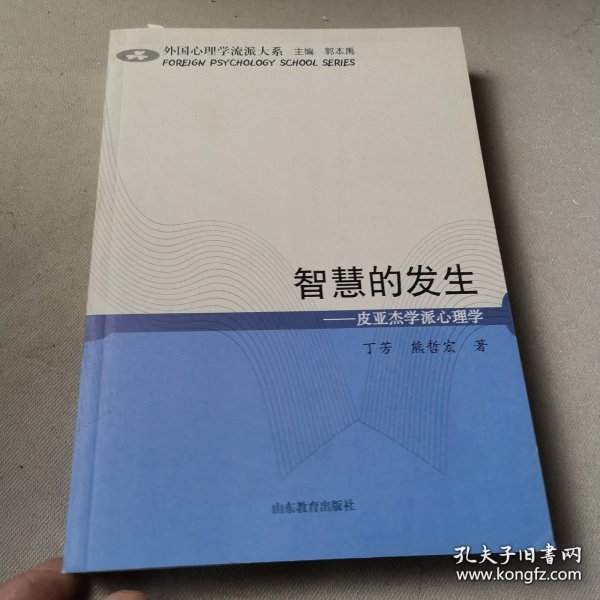 外国心理学流派大系 主编 郭本禹
FOREIGN PSYCHOLOGY SCHOOL SERIES
智慧的发生
——皮亚杰学派心理学
丁芳 熊哲宏 著
山东教育出版社
孔夫子旧书网
www.kongfz.com